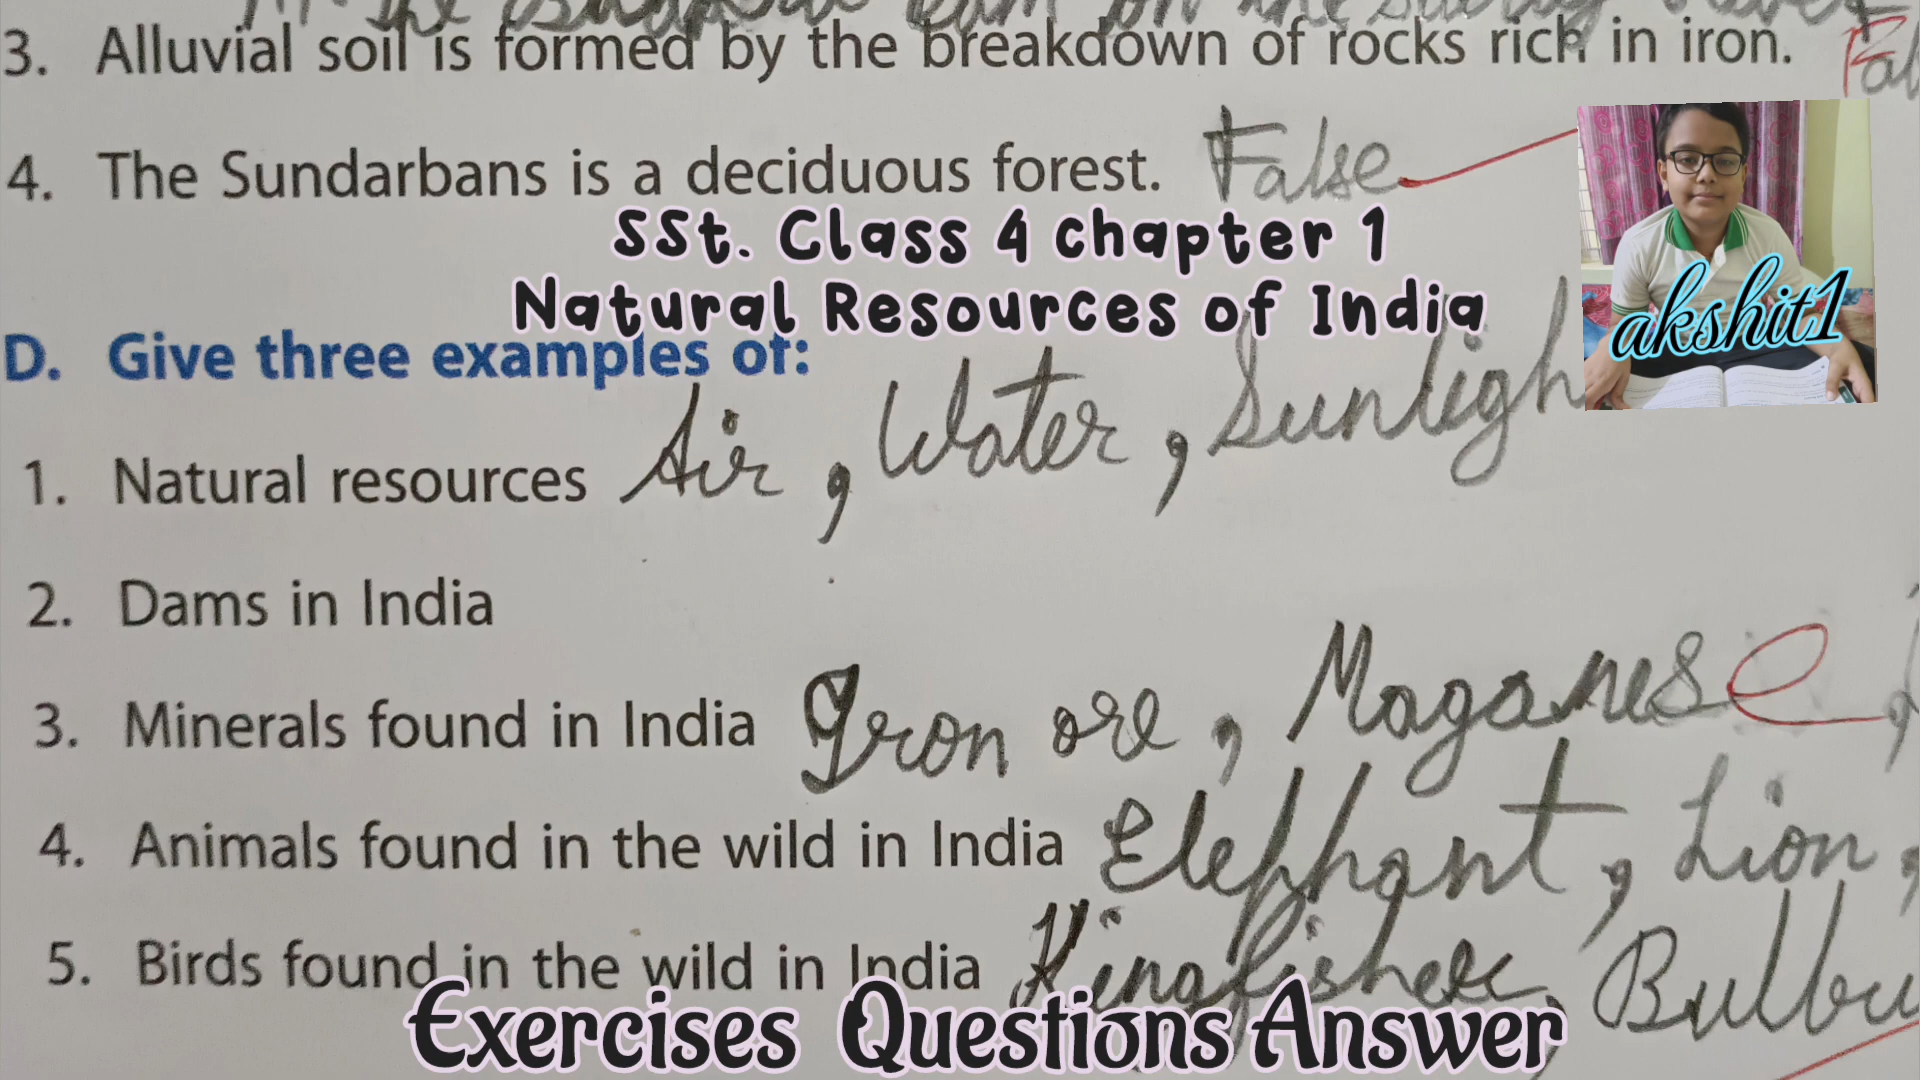 the
3. Alluvial soil is formed by the breakdown of rocks rich in iron. Fal
4. The Sundarbans is a deciduous forest. False
SSt. Class 4 chapter 1
Natural Resources of India
akshit1
D. Give three examples of:
1. Natural resources Air, Water, Sunligh
2. Dams in India
3. Minerals found in India Iron ore, Maganese,
4. Animals found in the wild in India Elephant, Lion,
5. Birds found in the wild in India Kingfisher, Bulbu
Exercises Questions Answer